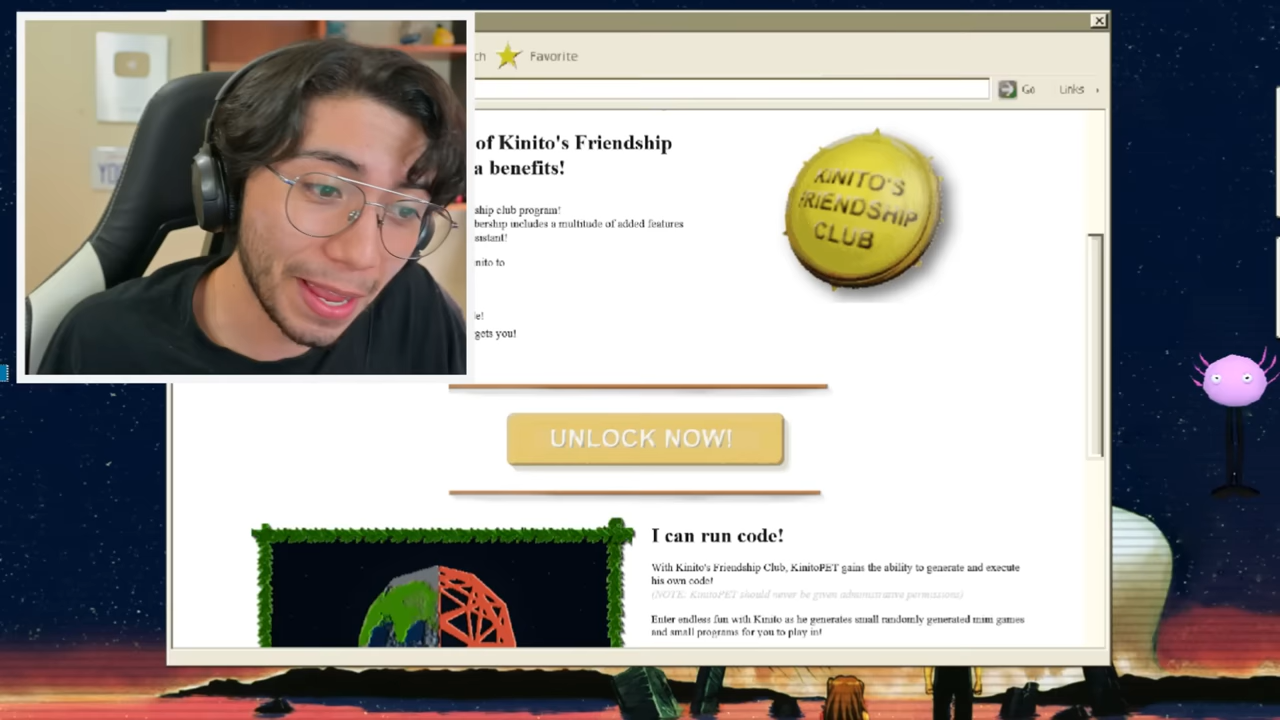 ch
Favorite
Go
Links
of Kinito's Friendship
a benefits!
KINITO'S
FRIENDSHIP
CLUB
ship club program!
bership includes a multitude of added features
sistant!
nito to
le!
gets you!
UNLOCK NOW!
I can run code!
With Kinito's Friendship Club, KinitoPET gains the ability to generate and execute
his own code!
(NOTE: KinitoPET should never be given administrative permissions)
Enter endless fun with Kinito as he generates small randomly generated mini games
and small programs for you to play in!